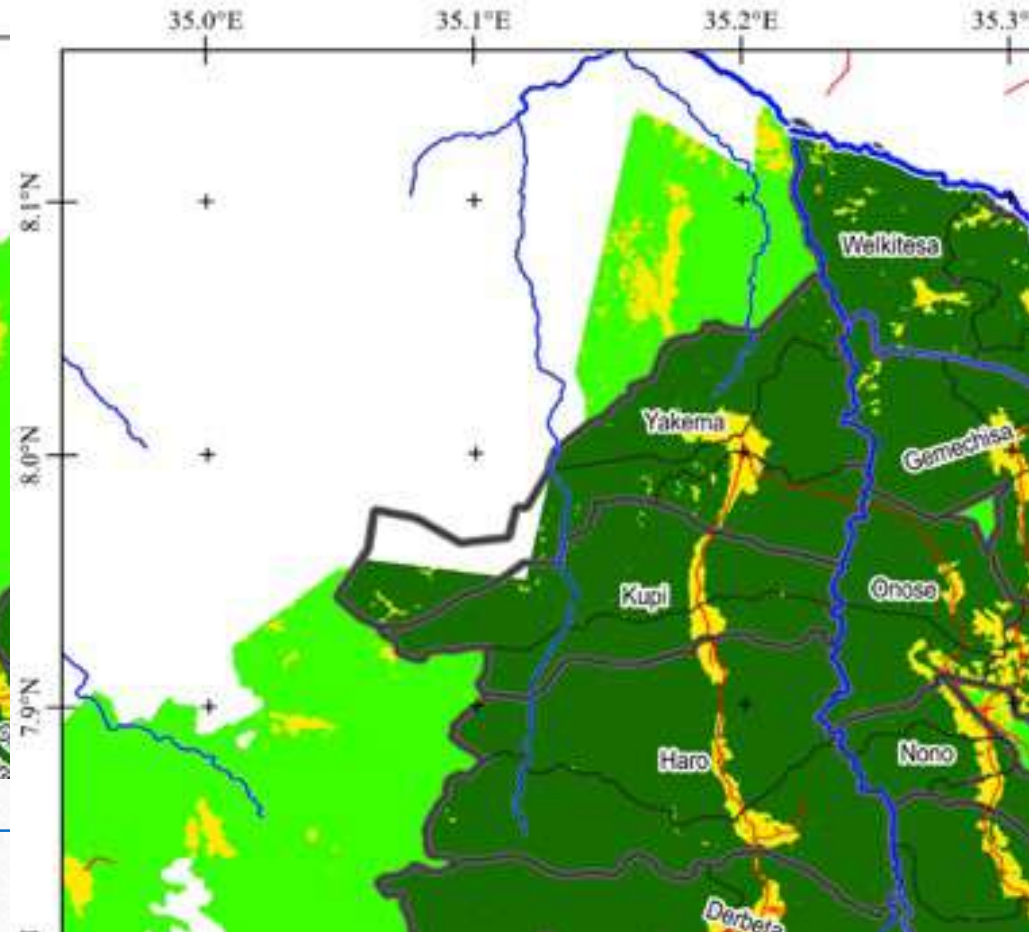 35.0°E 35.1°E 35.2°E 35.3°
8.1°N
Welkitesa
Yakema
8.0°N
Gemechisa
Kupi
Onose
7.9°N
Haro
Nono
Derbeta